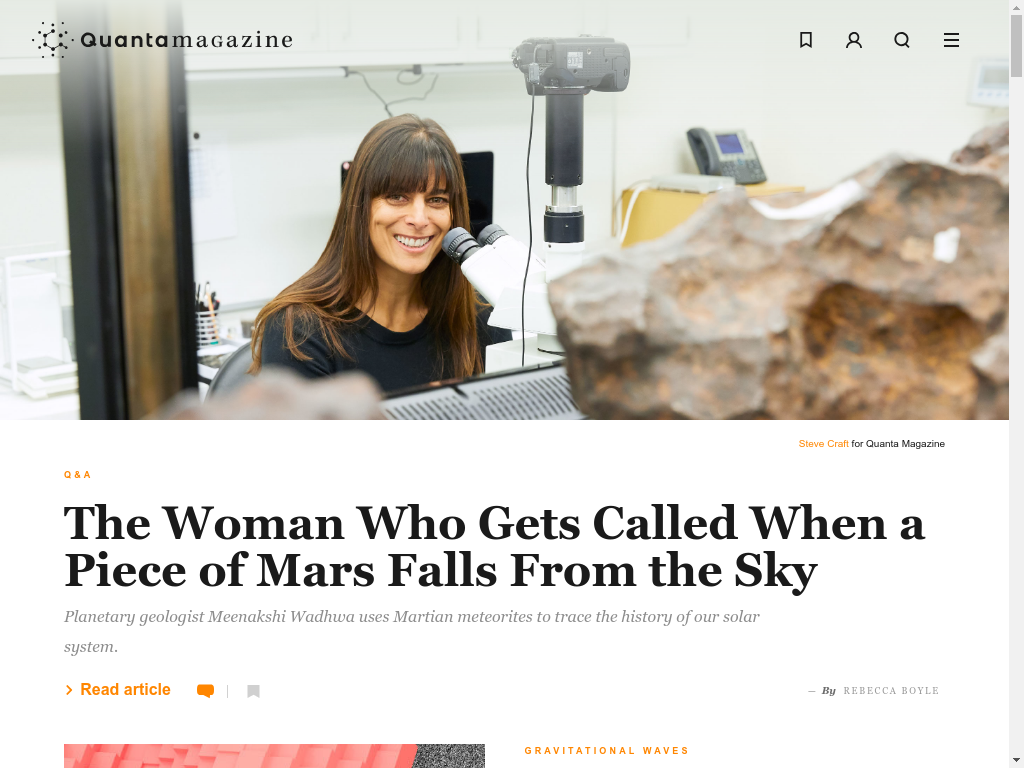 Quantamagazine
Steve Craft for Quanta Magazine
Q&A
The Woman Who Gets Called When a
Piece of Mars Falls From the Sky
Planetary geologist Meenakshi Wadhwa uses Martian meteorites to trace the history of our solar
system.
Read article
— By REBECCA BOYLE
GRAVITATIONAL WAVES